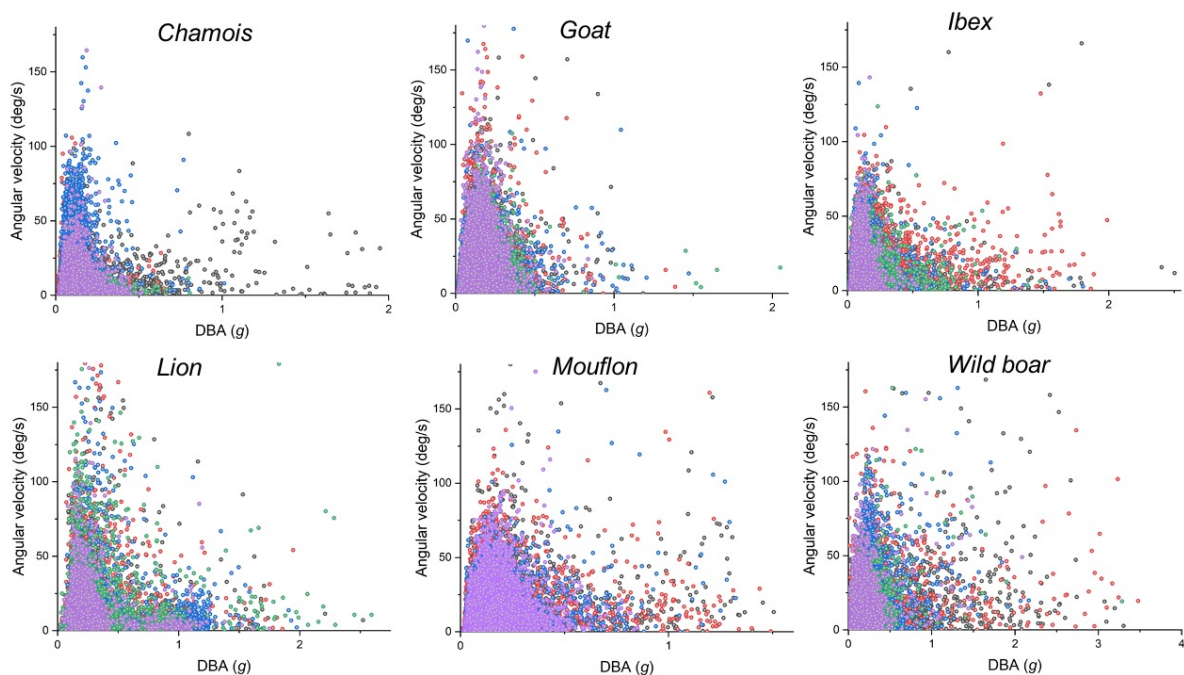 Chamois
Angular velocity (deg/s)
150
100
50
0
0
1
2
DBA (g)
Goat
Angular velocity (deg/s)
150
100
50
0
0
1
2
DBA (g)
Ibex
Angular velocity (deg/s)
150
100
50
0
0
1
2
DBA (g)
Lion
Angular velocity (deg/s)
150
100
50
0
0
1
2
DBA (g)
Mouflon
Angular velocity (deg/s)
150
100
50
0
0
1
DBA (g)
Wild boar
Angular velocity (deg/s)
150
100
50
0
0
1
2
3
4
DBA (g)